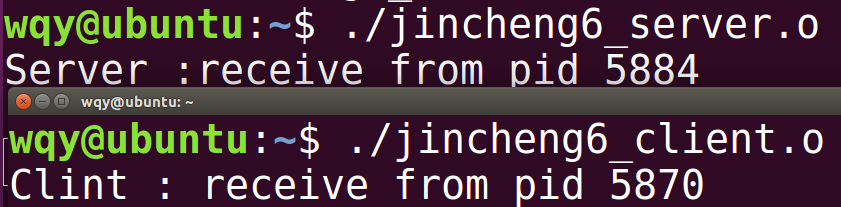 wqy@ubuntu:~$ ./jincheng6_server.o
Server :receive from pid 5884
wqy@ubuntu: ~
wqy@ubuntu:~$ ./jincheng6_client.o
Clint : receive from pid 5870